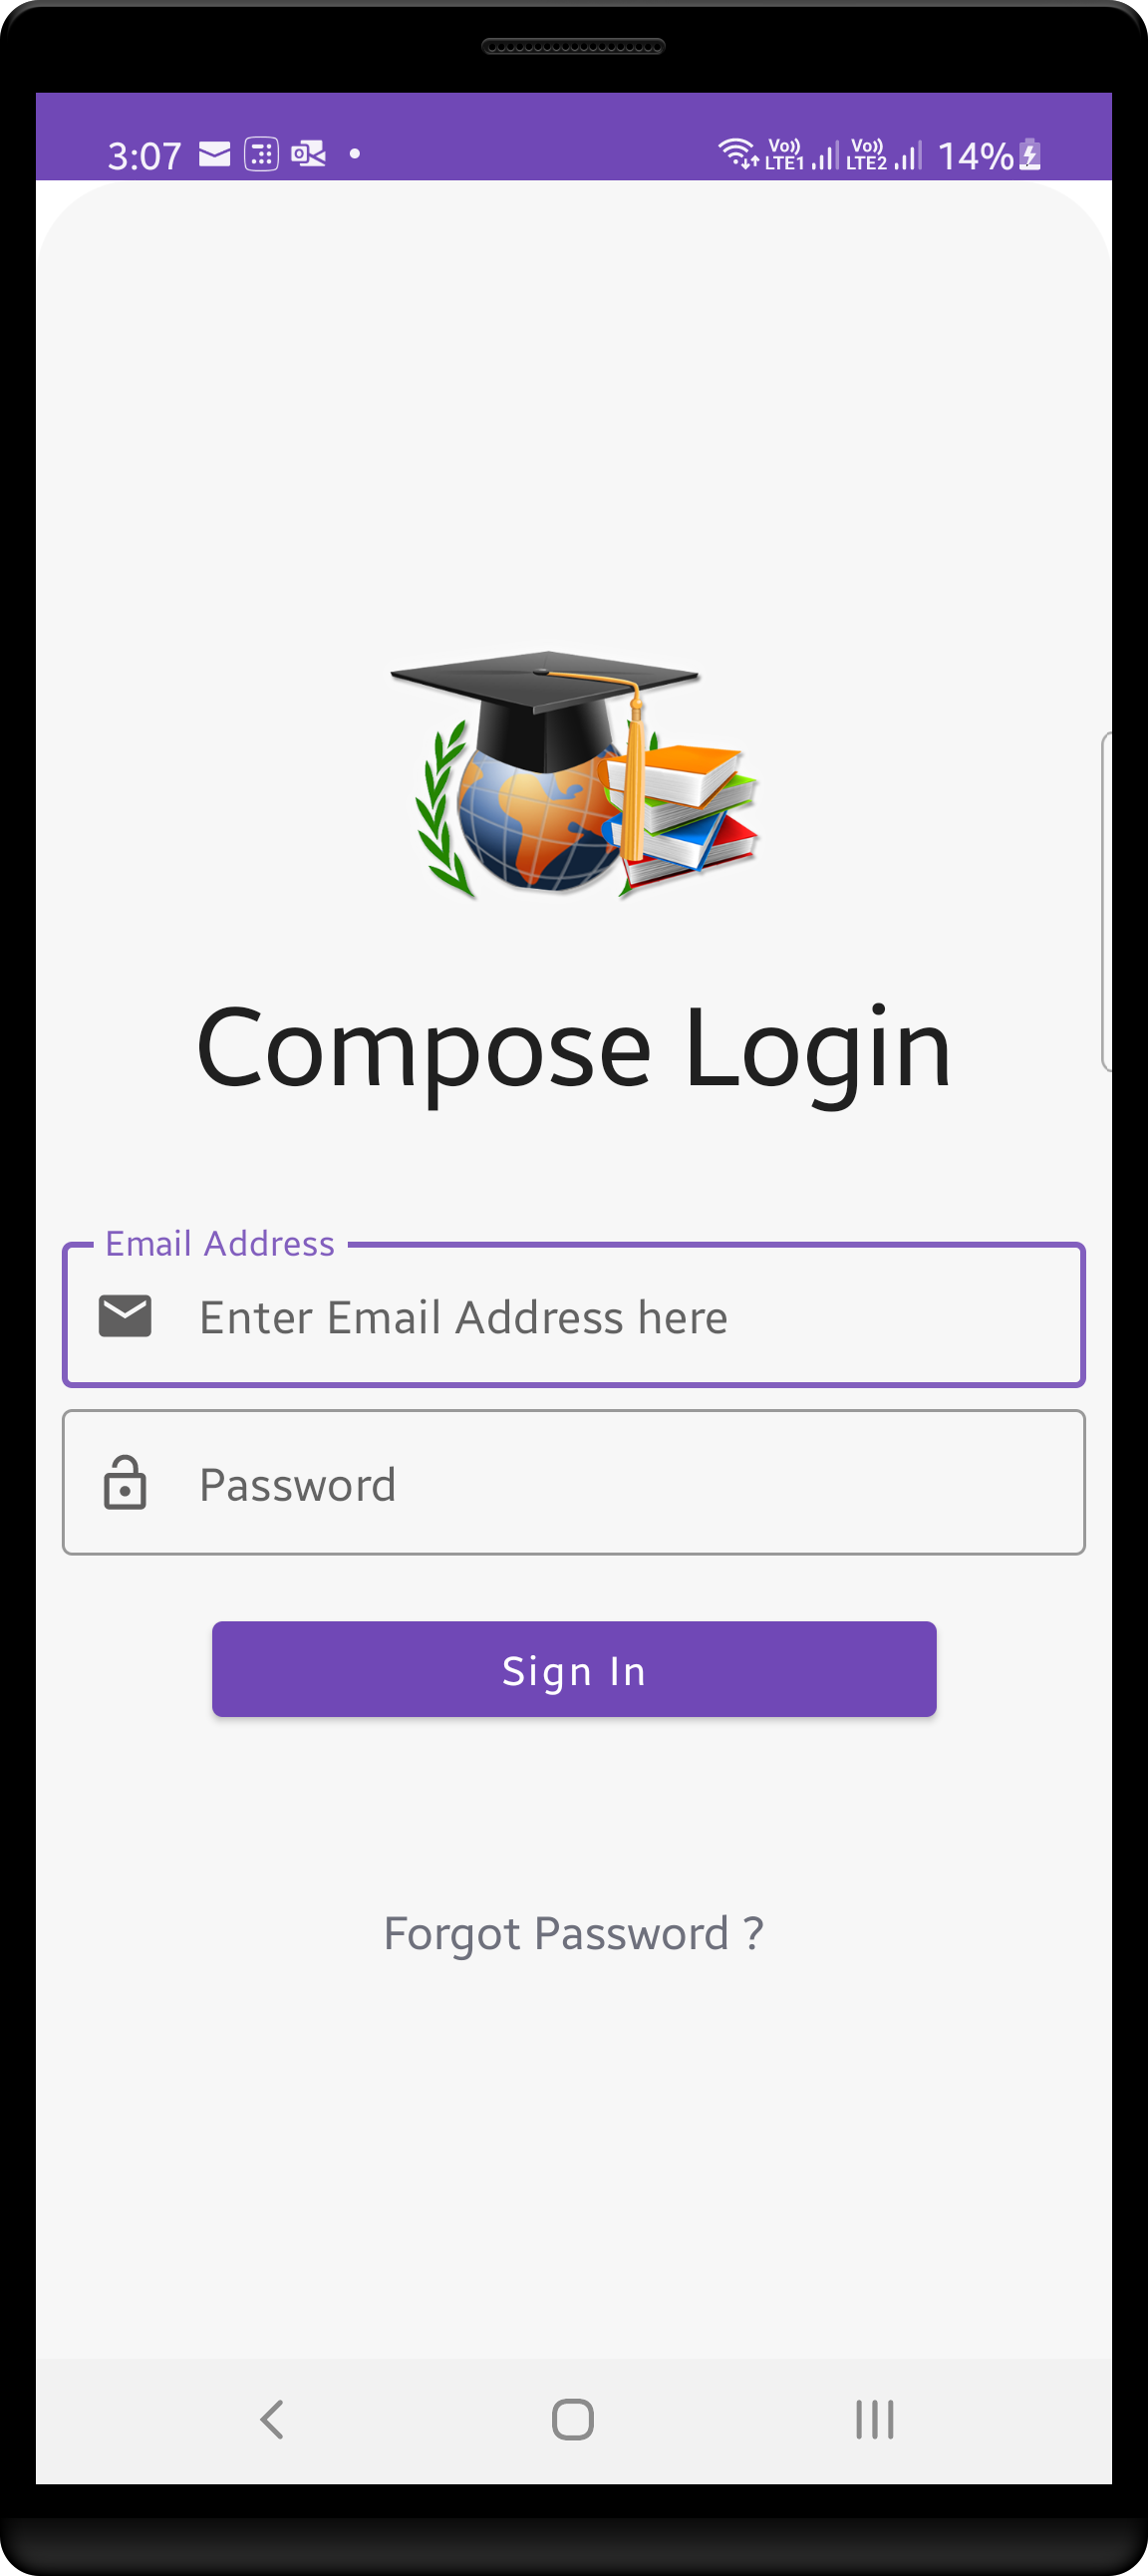 3:07 Vo)) LTE1 Vo)) LTE2 14%
Compose Login
Email Address
Enter Email Address here
Password
Sign In
Forgot Password ?